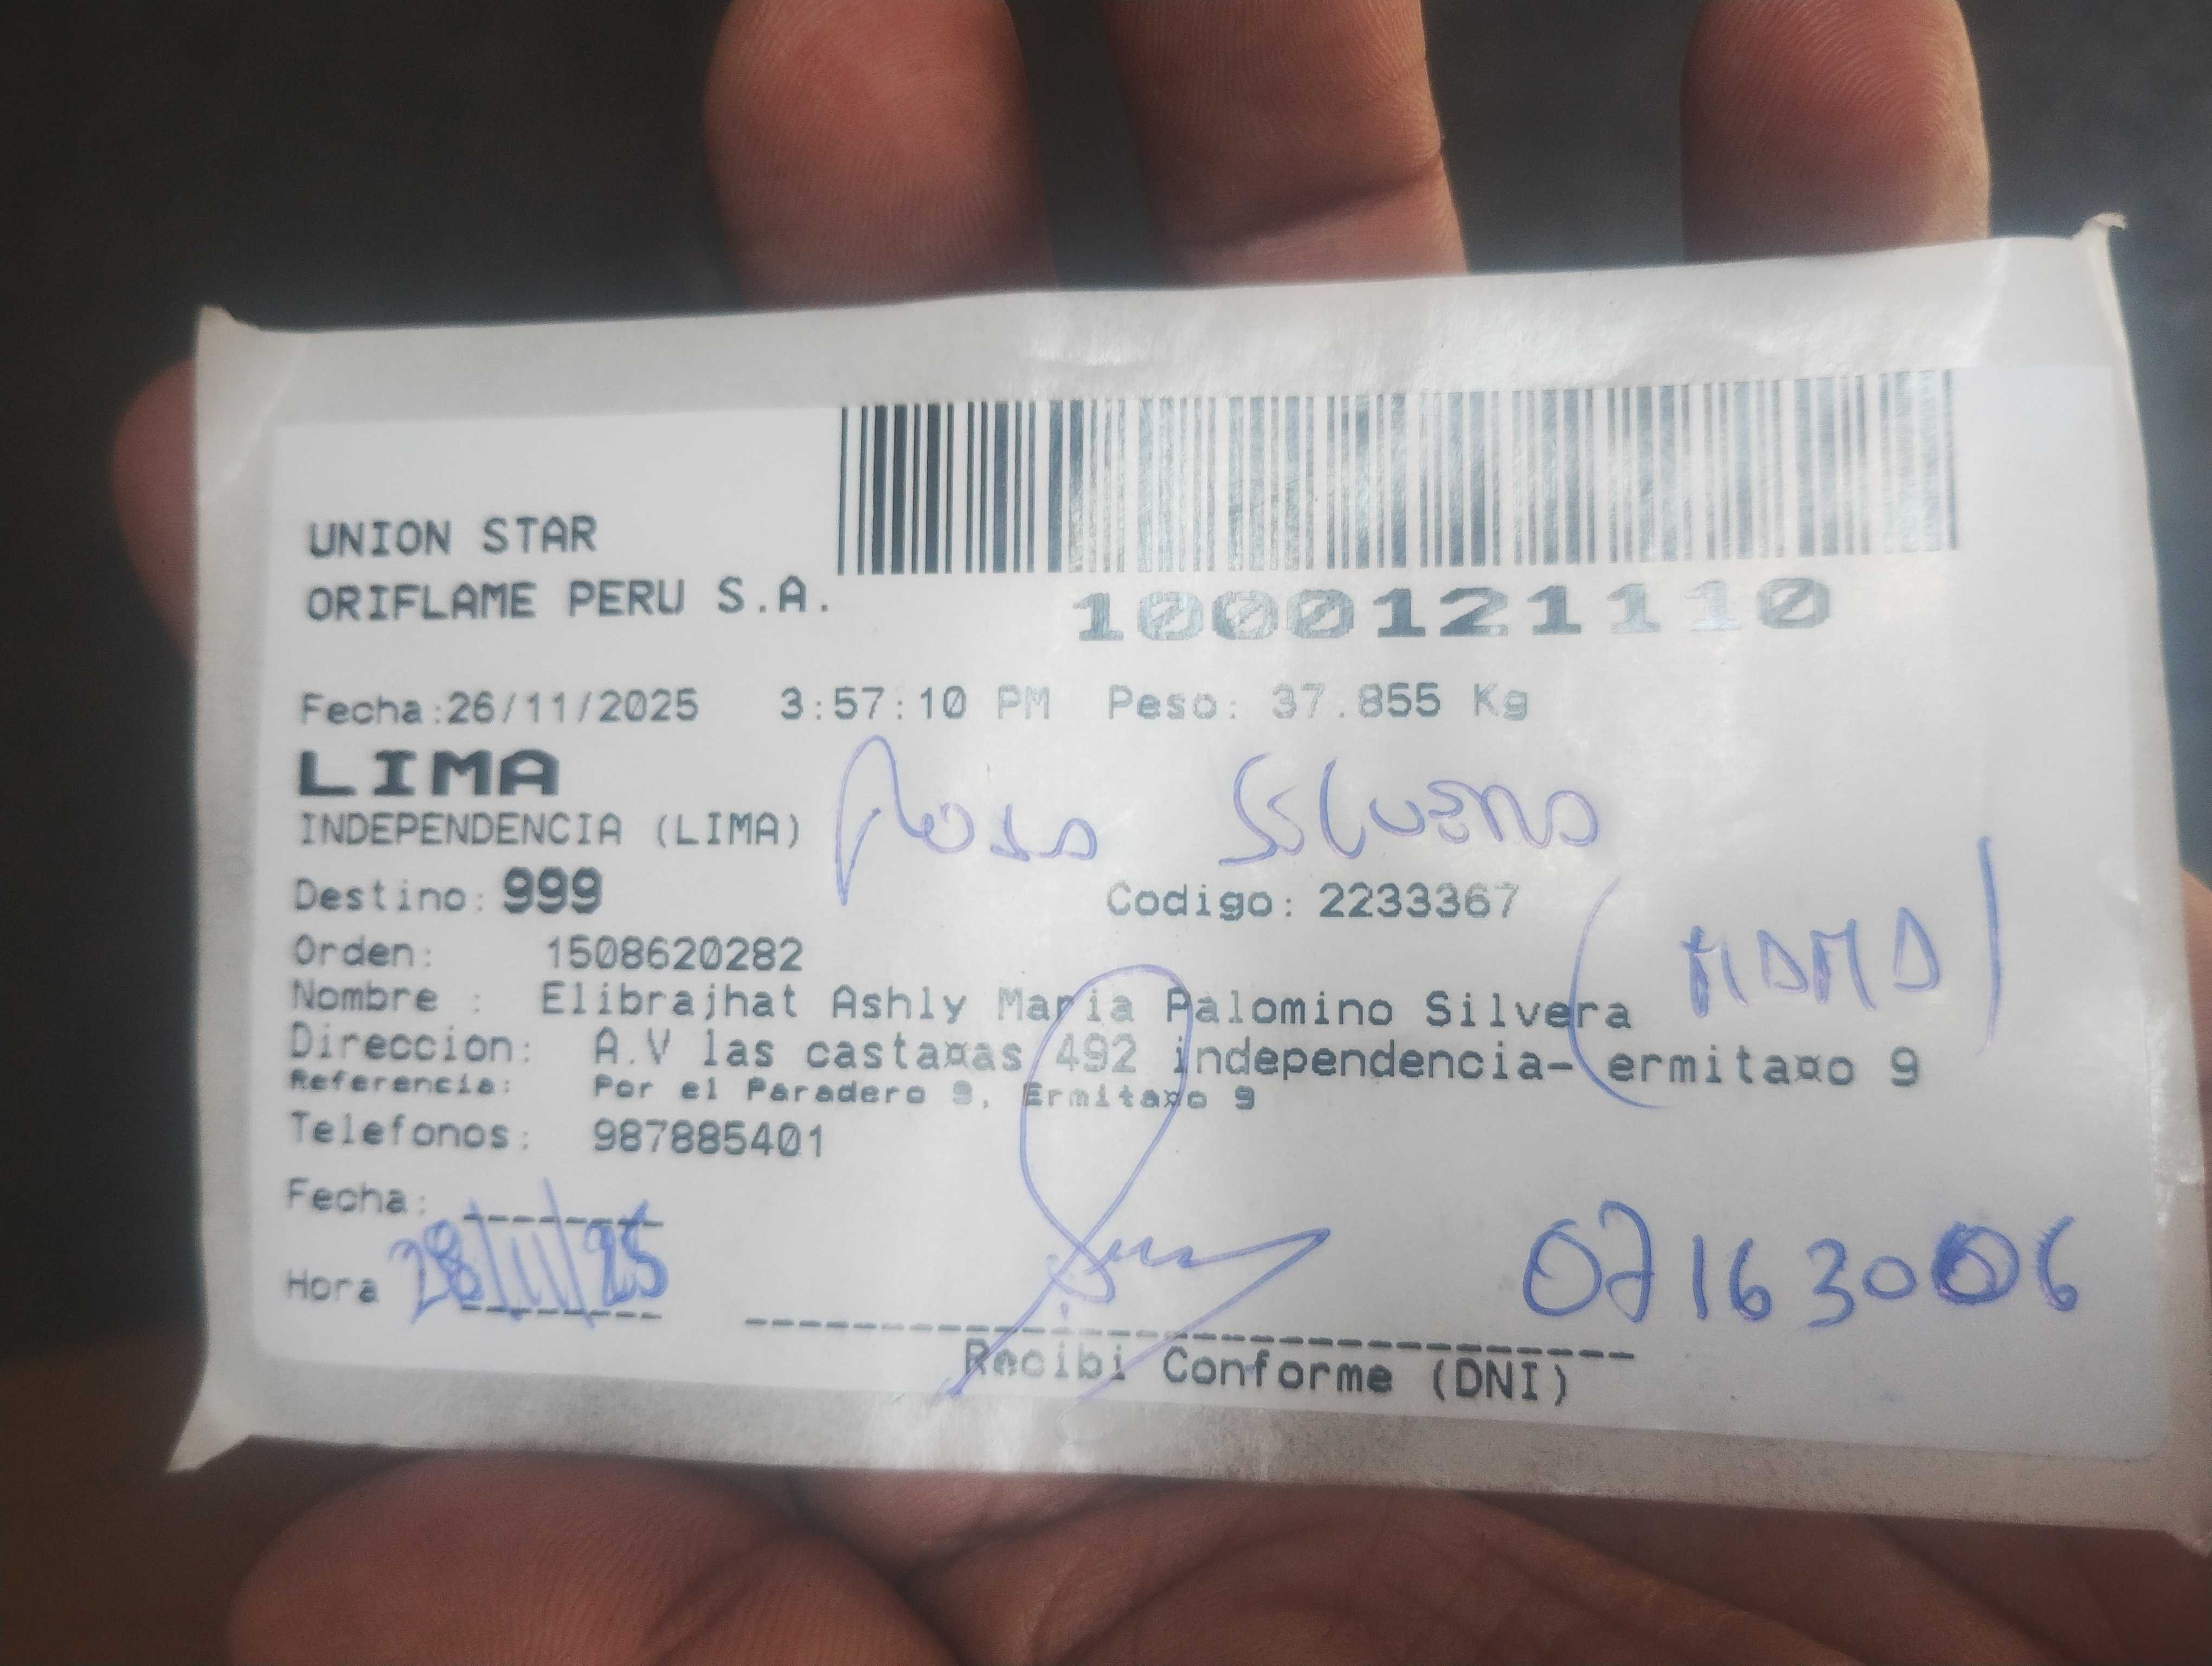 UNION STAR
ORIFLAME PERU S.A.
1000121110
Fecha:26/11/2025 3:57:10 PM Peso: 37.855 Kg
LIMA
INDEPENDENCIA (LIMA)
Rosa Silvera
Destino: 999 Codigo: 2233367
(MAMA)
Orden: 1508620282
Nombre : Elibrajhat Ashly Maria Palomino Silvera
Direccion: A.V las casta¤as 492 independencia- ermita¤o 9
Referencia: Por el Paradero 9, Ermita¤o 9
Telefonos: 987885401
Fecha:
28/11/25
Hora
Recibi Conforme (DNI)